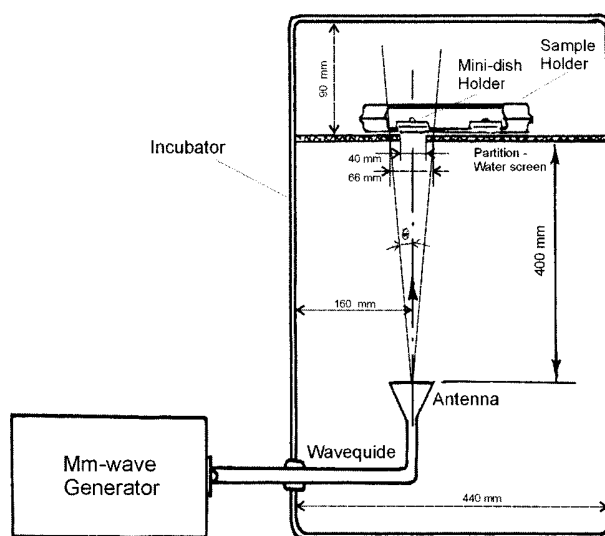 Sample
Holder
Mini-dish
Holder
90 mm
Incubator
40 mm
66 mm
Partition -
Water screen
400 mm
160 mm
Antenna
Waveguide
Mm-wave
Generator
440 mm